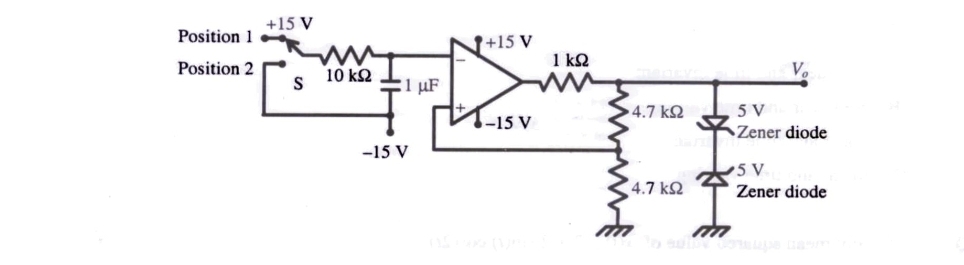 +15 V
Position 1
Position 2
S
10 kΩ
1 μF
−15 V
−
+
+15 V
−15 V
1 kΩ
4.7 kΩ
4.7 kΩ
Vo
5 V
Zener diode
5 V
Zener diode